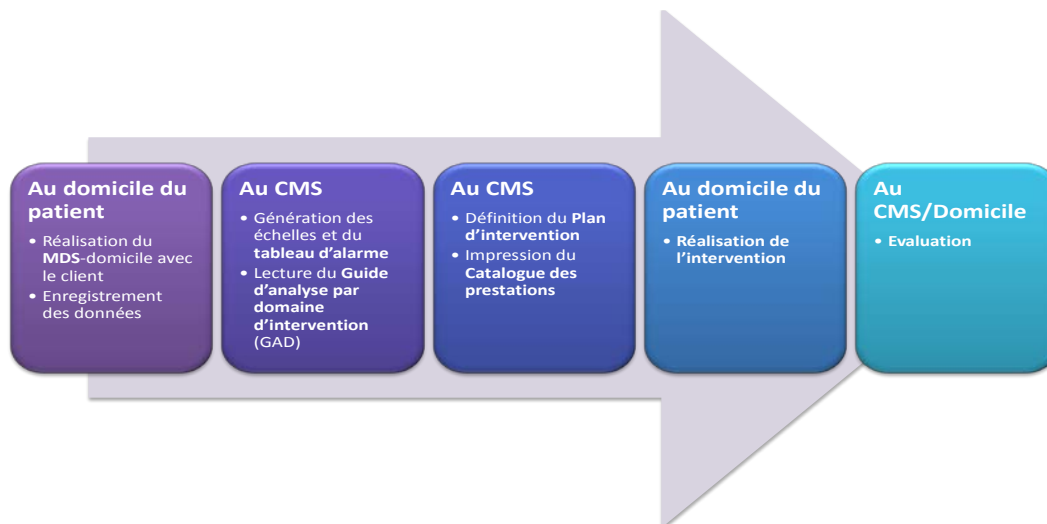 Au domicile du
patient
• Réalisation du
MDS-domicile avec
le client
• Enregistrement
des données
Au CMS
• Génération des
échelles et du
tableau d’alarme
• Lecture du Guide
d’analyse par
domaine
d’intervention
(GAD)
Au CMS
• Définition du Plan
d’intervention
• Impression du
Catalogue des
prestations
Au domicile du
patient
• Réalisation de
l’intervention
Au
CMS/Domicile
• Evaluation